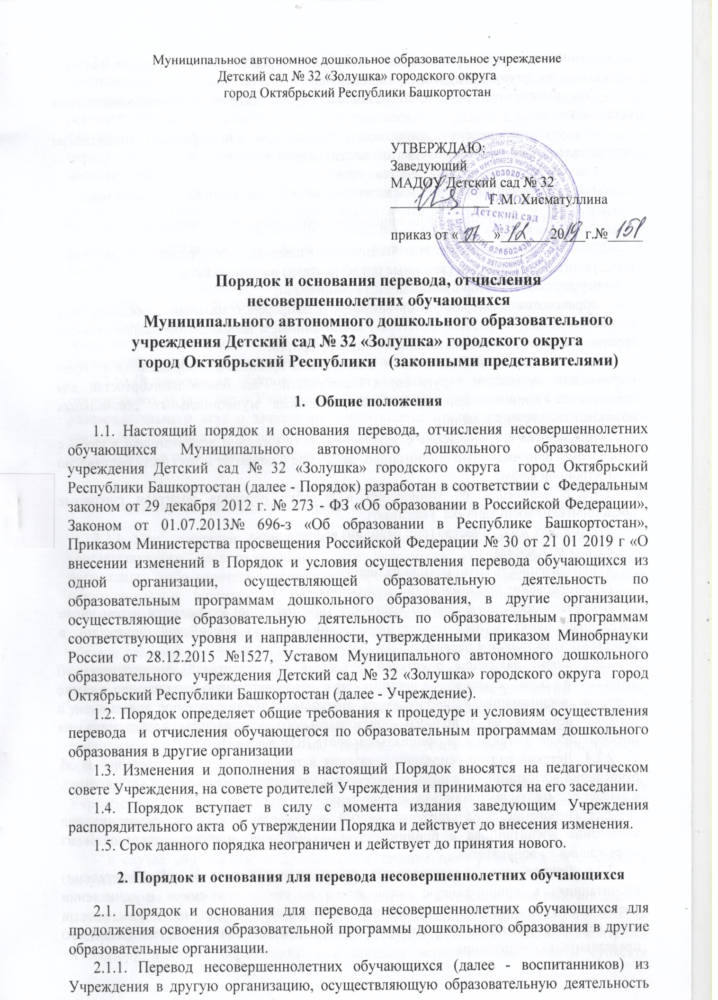 Муниципальное автономное дошкольное образовательное учреждение
Детский сад № 32 «Золушка» городского округа
город Октябрьский Республики Башкортостан
УТВЕРЖДАЮ:
Заведующий
МАДОУ Детский сад № 32
______________Г.М. Хисматуллина
МАДОУ
Детский сад
№32
ИНН 0265024381
приказ от «_____»_______2019 г.№ 151
Порядок и основания перевода, отчисления
несовершеннолетних обучающихся
Муниципального автономного дошкольного образовательного
учреждения Детский сад № 32 «Золушка» городского округа
город Октябрьский Республики (законными представителями)
1. Общие положения
1.1. Настоящий порядок и основания перевода, отчисления несовершеннолетних
обучающихся Муниципального автономного дошкольного образовательного
учреждения Детский сад № 32 «Золушка» городского округа город Октябрьский
Республики Башкортостан (далее - Порядок) разработан в соответствии с Федеральным
законом от 29 декабря 2012 г. № 273 - ФЗ «Об образовании в Российской Федерации»,
Законом от 01.07.2013№ 696-з «Об образовании в Республике Башкортостан»,
Приказом Министерства просвещения Российской Федерации № 30 от 21 01 2019 г «О
внесении изменений в Порядок и условия осуществления перевода обучающихся из
одной организации, осуществляющей образовательную деятельность по
образовательным программам дошкольного образования, в другие организации,
осуществляющие образовательную деятельность по образовательным программам
соответствующих уровня и направленности, утвержденными приказом Минобрнауки
России от 28.12.2015 №1527, Уставом Муниципального автономного дошкольного
образовательного учреждения Детский сад № 32 «Золушка» городского округа город
Октябрьский Республики Башкортостан (далее - Учреждение).
1.2. Порядок определяет общие требования к процедуре и условиям осуществления
перевода и отчисления обучающегося по образовательным программам дошкольного
образования в другие организации
1.3. Изменения и дополнения в настоящий Порядок вносятся на педагогическом
совете Учреждения, на совете родителей Учреждения и принимаются на его заседании.
1.4. Порядок вступает в силу с момента издания заведующим Учреждения
распорядительного акта об утверждении Порядка и действует до внесения изменения.
1.5. Срок данного порядка неограничен и действует до принятия нового.
2. Порядок и основания для перевода несовершеннолетних обучающихся
2.1. Порядок и основания для перевода несовершеннолетних обучающихся для
продолжения освоения образовательной программы дошкольного образования в другие
образовательные организации.
2.1.1. Перевод несовершеннолетних обучающихся (далее - воспитанников) из
Учреждения в другую организацию, осуществляющую образовательную деятельность